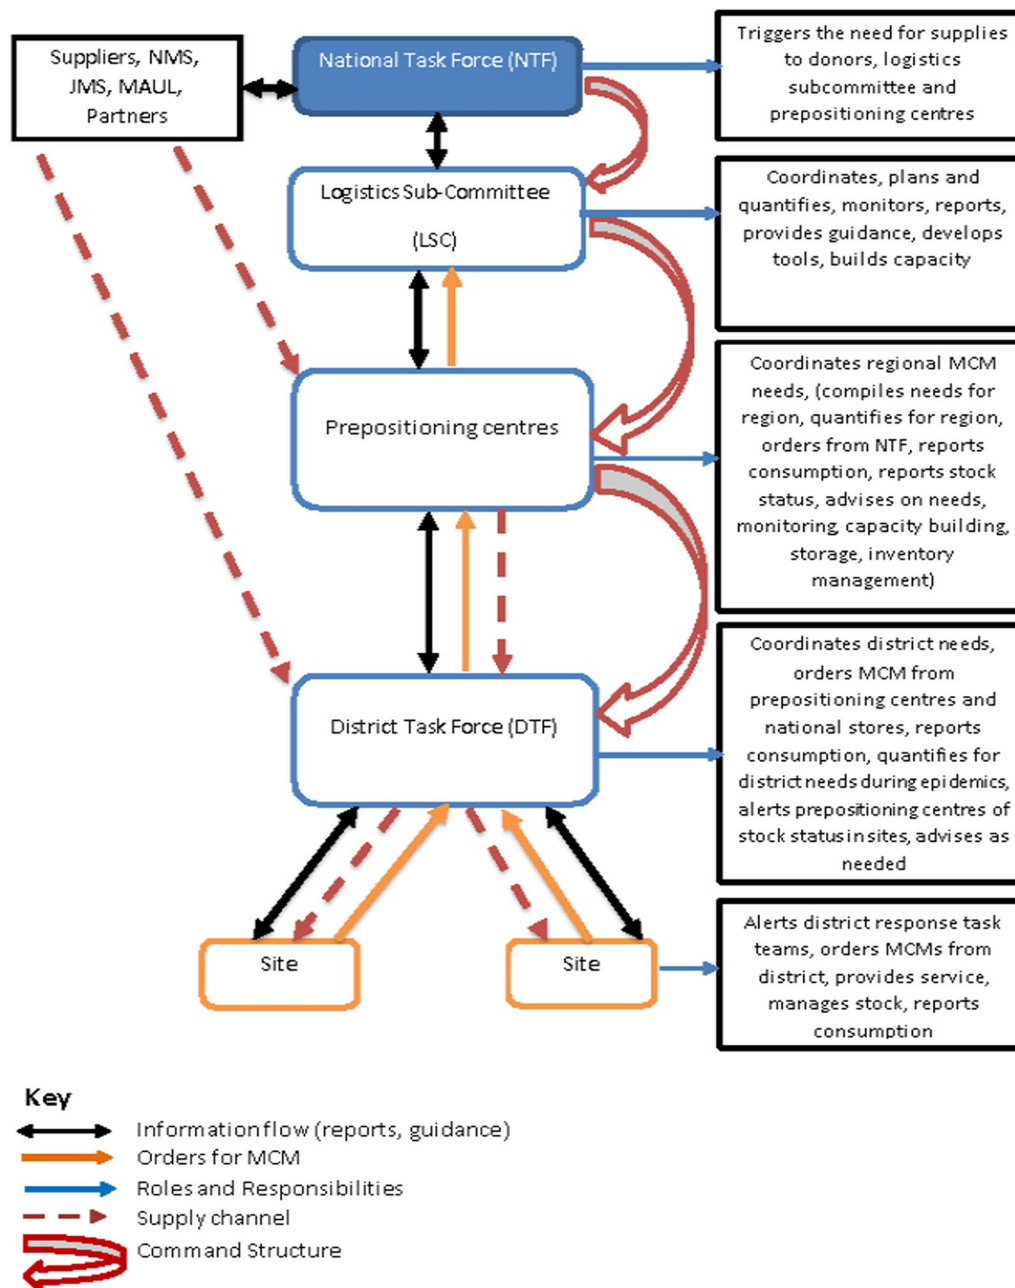 Suppliers, NMS,
JMS, MAUL,
Partners
National Task Force (NTF)
Triggers the need for supplies
to donors, logistics
subcommittee and
prepositioning centres
Logistics Sub-Committee
(LSC)
Coordinates, plans and
quantifies, monitors, reports,
provides guidance, develops
tools, builds capacity
Prepositioning centres
Coordinates regional MCM
needs, (compiles needs for
region, quantifies for region,
orders from NTF, reports
consumption, reports stock
status, advises on needs,
monitoring, capacity building,
storage, inventory
management)
District Task Force (DTF)
Coordinates district needs,
orders MCM from
prepositioning centres and
national stores, reports
consumption, quantifies for
district needs during epidemics,
alerts prepositioning centres of
stock status in sites, advises as
needed
Site
Site
Alerts district response task
teams, orders MCMs from
district, provides service,
manages stock, reports
consumption
Key
Information flow (reports, guidance)
Orders for MCM
Roles and Responsibilities
Supply channel
Command Structure